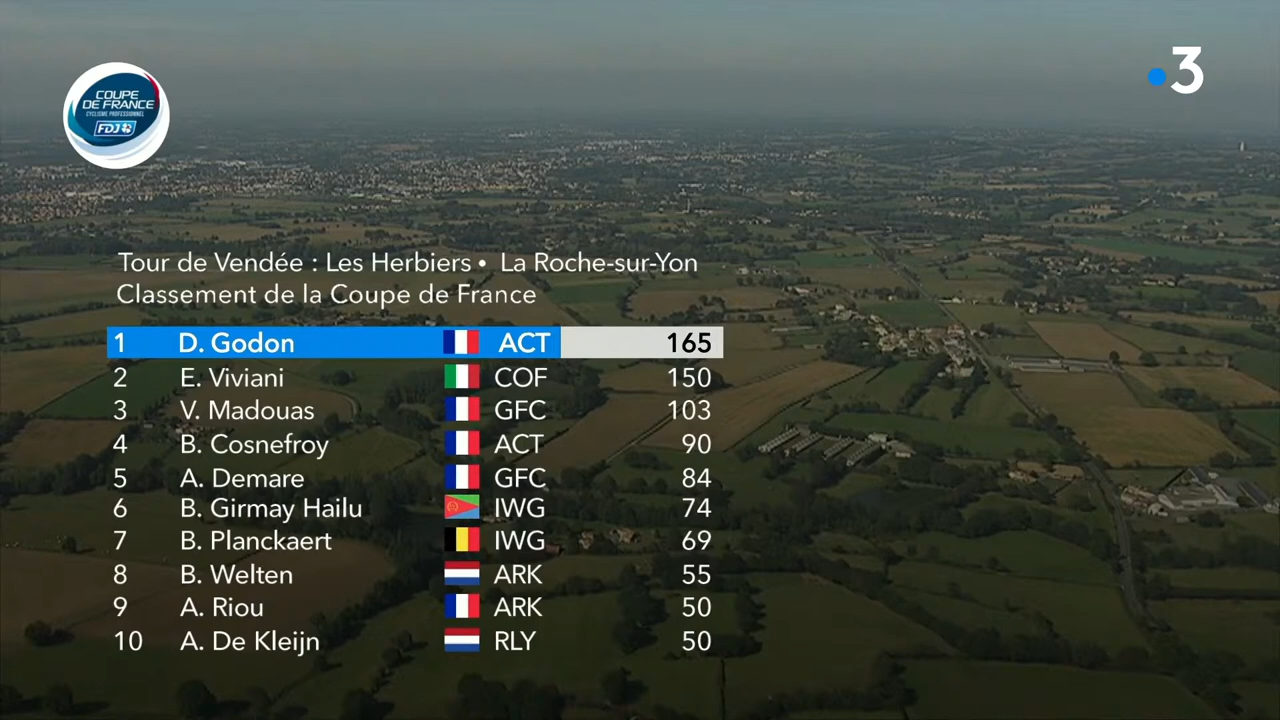 COUPE
DE FRANCE
CYCLISME PROFESSIONNEL
FDJ
3
Tour de Vendée : Les Herbiers • La Roche-sur-Yon
Classement de la Coupe de France
1 D. Godon ACT 165
2 E. Viviani COF 150
3 V. Madouas GFC 103
4 B. Cosnefroy ACT 90
5 A. Demare GFC 84
6 B. Girmay Hailu IWG 74
7 B. Planckaert IWG 69
8 B. Welten ARK 55
9 A. Riou ARK 50
10 A. De Kleijn RLY 50